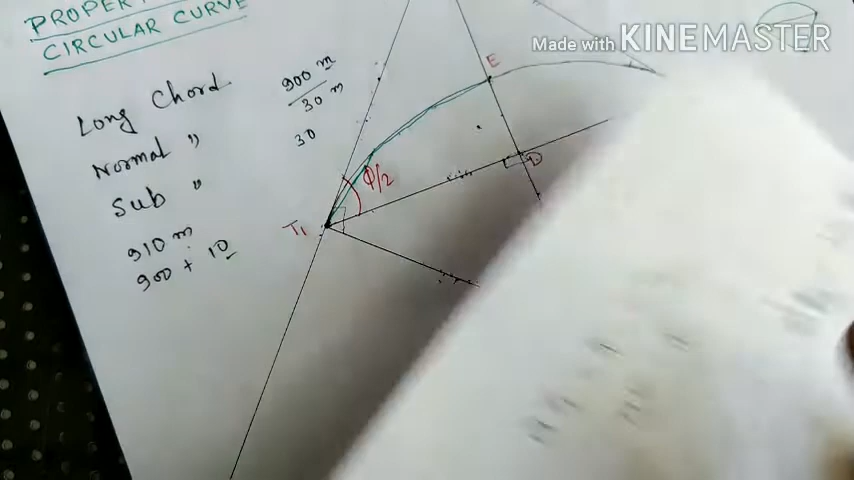 Made with KINEMASTER
CIRCULAR CURVE
Long Chord 900 m
30 m
Normal " 30
Sub "
910 m
900 + 10
T₁
Φ/2
E
D